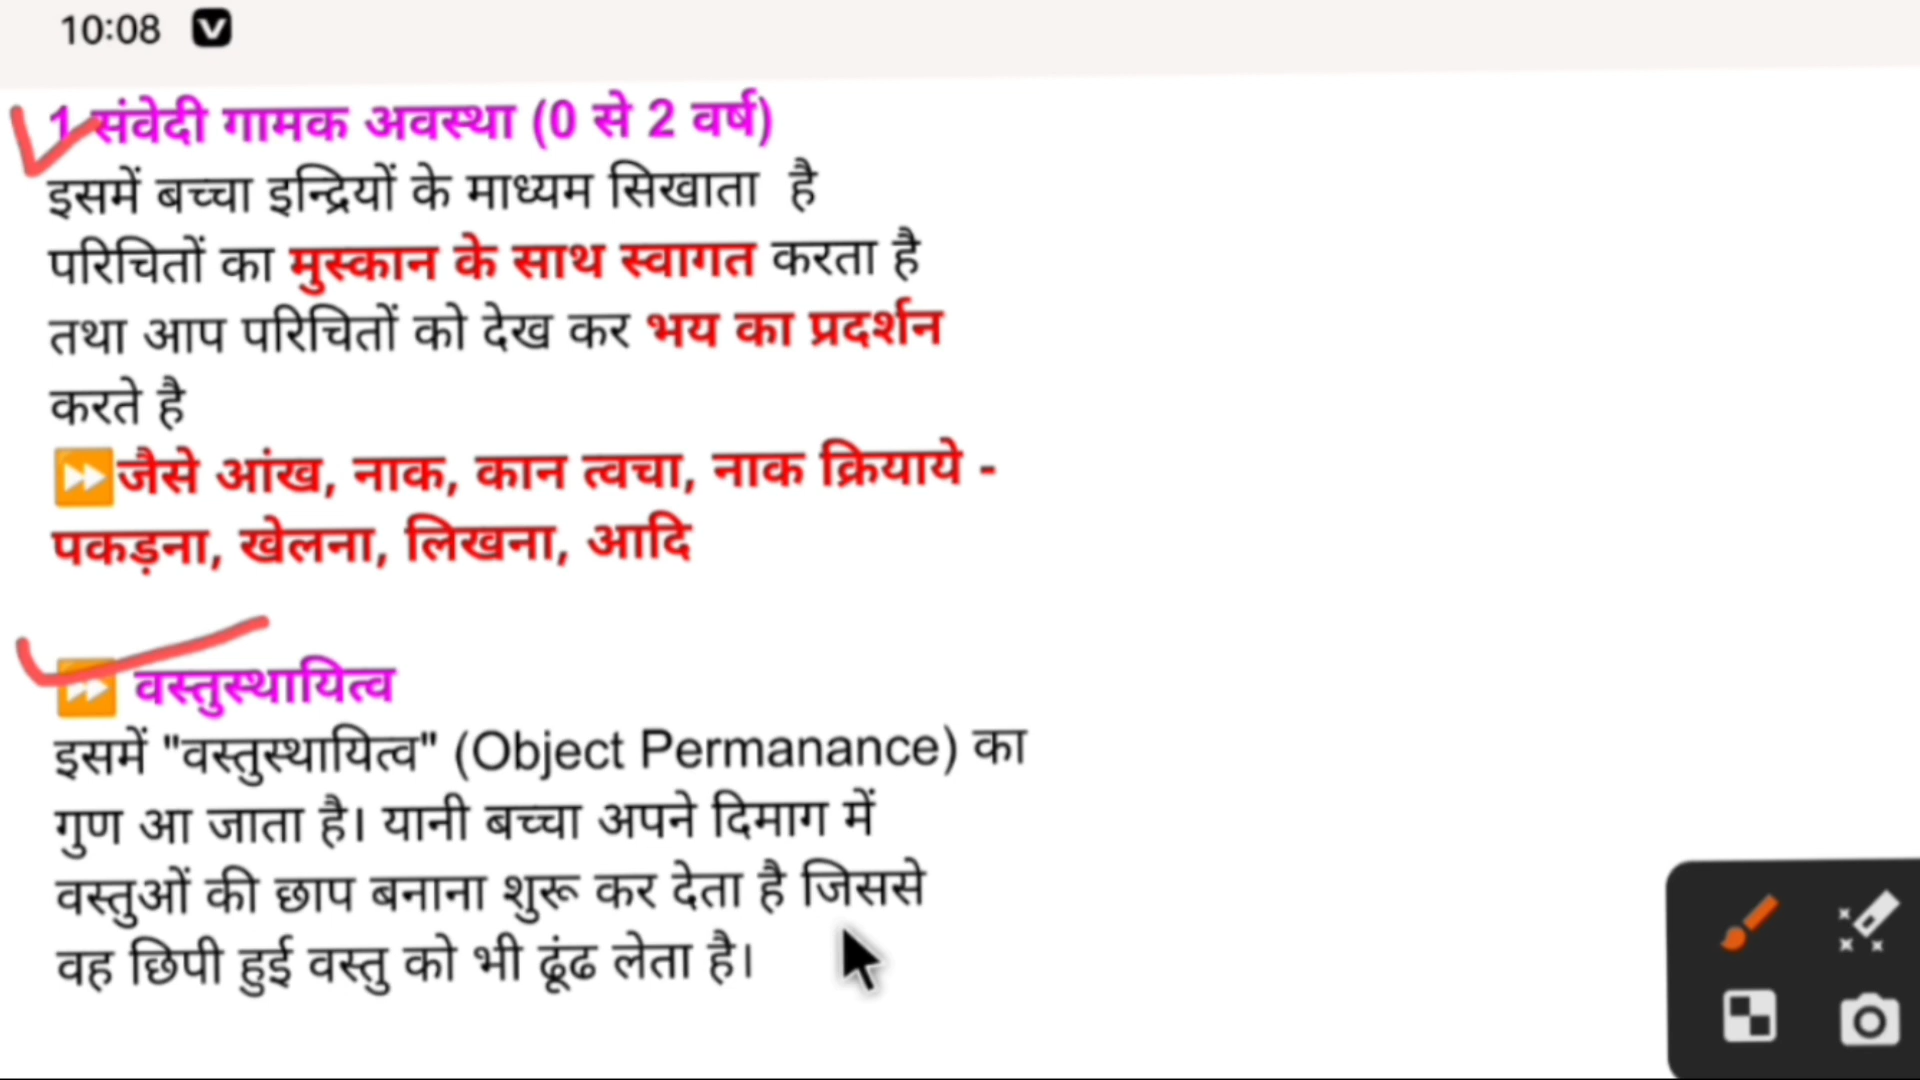 10:08
1 संवेदी गामक अवस्था (0 से 2 वर्ष)
इसमें बच्चा इन्द्रियों के माध्यम सिखाता है
परिचितों का मुस्कान के साथ स्वागत करता है
तथा आप परिचितों को देख कर भय का प्रदर्शन
करते है
⏩जैसे आंख, नाक, कान त्वचा, नाक क्रियाये -
पकड़ना, खेलना, लिखना, आदि
⏩ वस्तुस्थायित्व
इसमें "वस्तुस्थायित्व" (Object Permanance) का
गुण आ जाता है। यानी बच्चा अपने दिमाग में
वस्तुओं की छाप बनाना शुरू कर देता है जिससे
वह छिपी हुई वस्तु को भी ढूंढ लेता है।